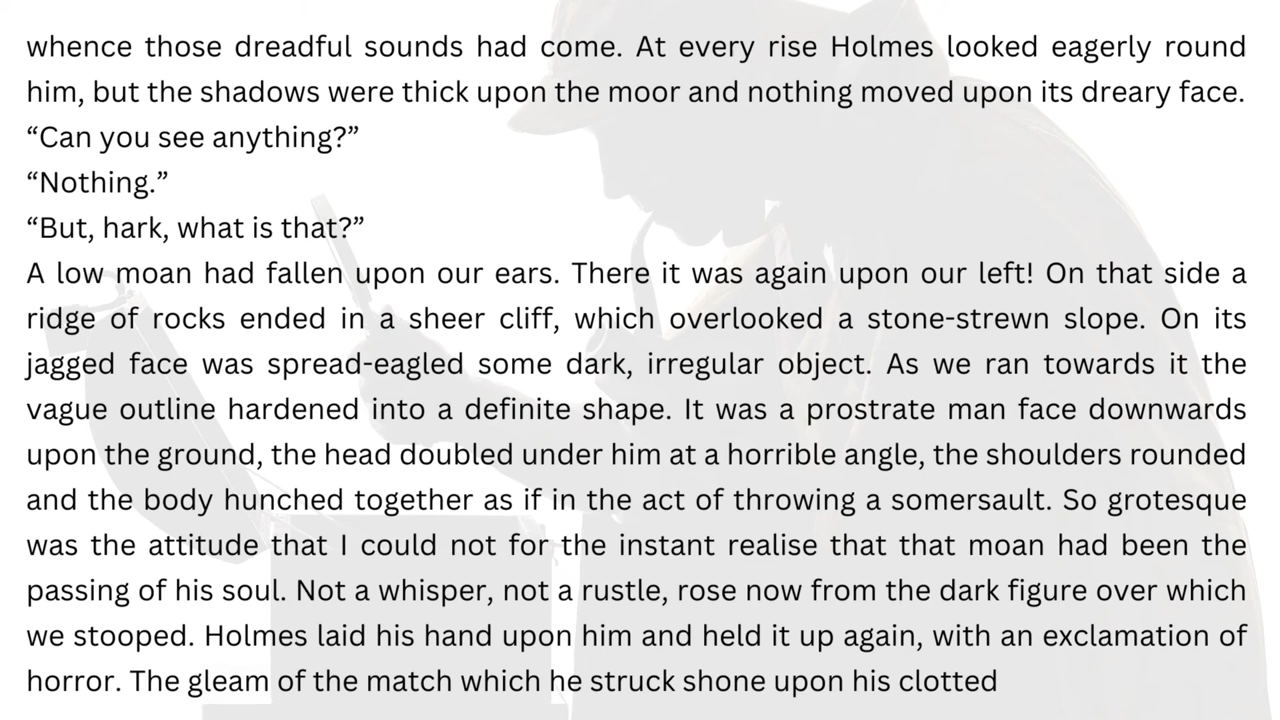 whence those dreadful sounds had come. At every rise Holmes looked eagerly round
him, but the shadows were thick upon the moor and nothing moved upon its dreary face.
“Can you see anything?”
“Nothing.”
“But, hark, what is that?”
A low moan had fallen upon our ears. There it was again upon our left! On that side a
ridge of rocks ended in a sheer cliff, which overlooked a stone-strewn slope. On its
jagged face was spread-eagled some dark, irregular object. As we ran towards it the
vague outline hardened into a definite shape. It was a prostrate man face downwards
upon the ground, the head doubled under him at a horrible angle, the shoulders rounded
and the body hunched together as if in the act of throwing a somersault. So grotesque
was the attitude that I could not for the instant realise that that moan had been the
passing of his soul. Not a whisper, not a rustle, rose now from the dark figure over which
we stooped. Holmes laid his hand upon him and held it up again, with an exclamation of
horror. The gleam of the match which he struck shone upon his clotted